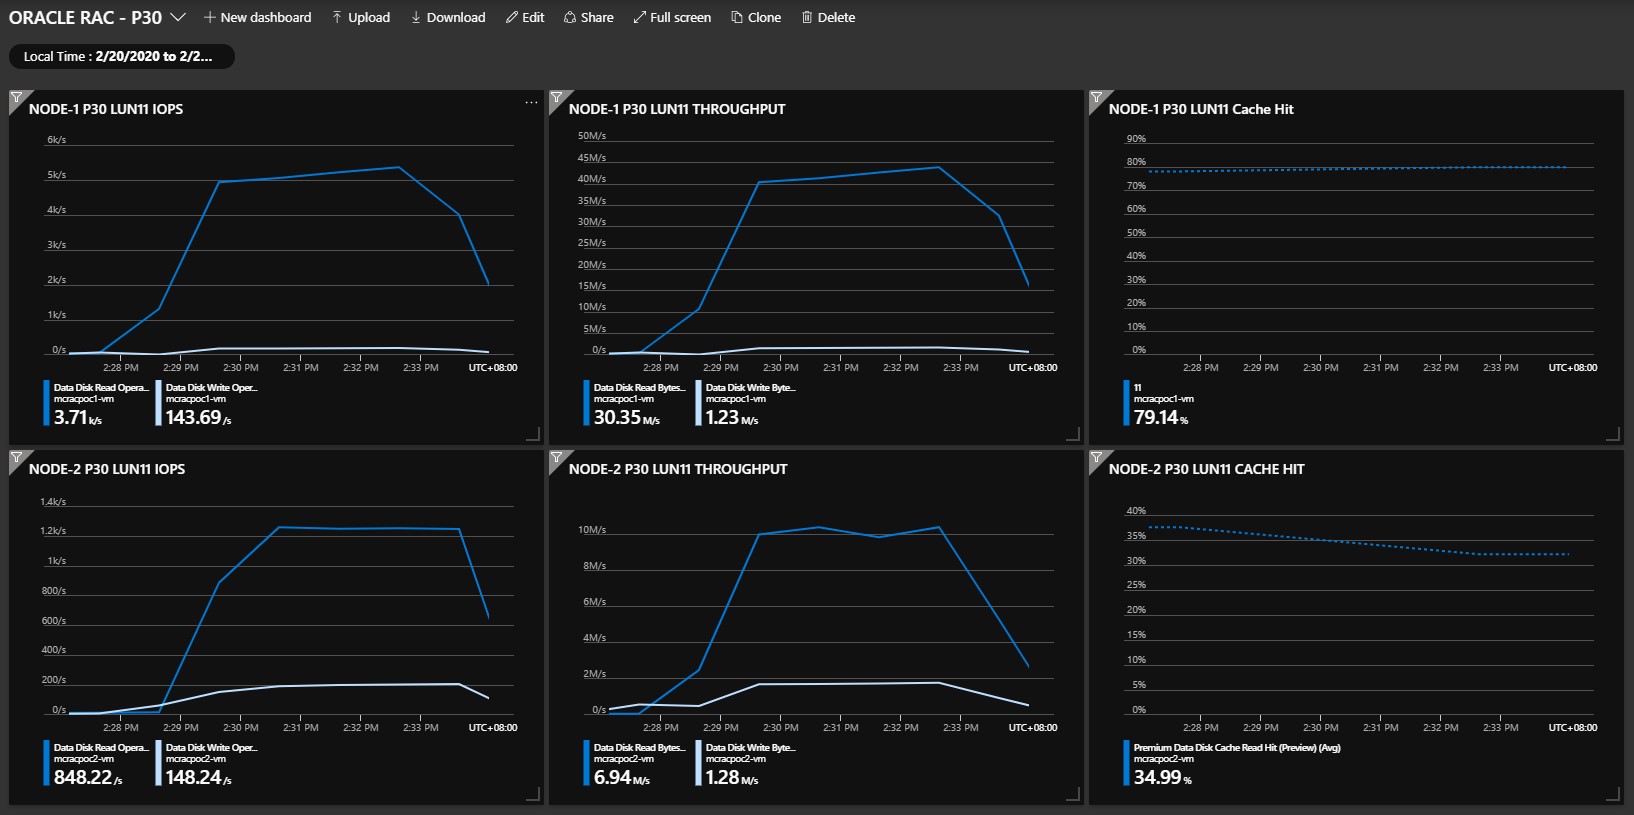 ORACLE RAC - P30
New dashboard
Upload
Download
Edit
Share
Full screen
Clone
Delete
Local Time : 2/20/2020 to 2/2...
NODE-1 P30 LUN11 IOPS
...
6k/s
5k/s
4k/s
3k/s
2k/s
1k/s
0/s
2:28 PM 2:29 PM 2:30 PM 2:31 PM 2:32 PM 2:33 PM UTC+08:00
Data Disk Read Opera...
mcracpoc1-vm
3.71 k/s
Data Disk Write Oper...
mcracpoc1-vm
143.69 /s
NODE-1 P30 LUN11 THROUGHPUT
50M/s
45M/s
40M/s
35M/s
30M/s
25M/s
20M/s
15M/s
10M/s
5M/s
0/s
2:28 PM 2:29 PM 2:30 PM 2:31 PM 2:32 PM 2:33 PM UTC+08:00
Data Disk Read Bytes...
mcracpoc1-vm
30.35 M/s
Data Disk Write Byte...
mcracpoc1-vm
1.23 M/s
NODE-1 P30 LUN11 Cache Hit
90%
80%
70%
60%
50%
40%
30%
20%
10%
0%
2:28 PM 2:29 PM 2:30 PM 2:31 PM 2:32 PM 2:33 PM UTC+08:00
11
mcracpoc1-vm
79.14 %
NODE-2 P30 LUN11 IOPS
1.4k/s
1.2k/s
1k/s
800/s
600/s
400/s
200/s
0/s
2:28 PM 2:29 PM 2:30 PM 2:31 PM 2:32 PM 2:33 PM UTC+08:00
Data Disk Read Opera...
mcracpoc2-vm
848.22 /s
Data Disk Write Oper...
mcracpoc2-vm
148.24 /s
NODE-2 P30 LUN11 THROUGHPUT
10M/s
8M/s
6M/s
4M/s
2M/s
0/s
2:28 PM 2:29 PM 2:30 PM 2:31 PM 2:32 PM 2:33 PM UTC+08:00
Data Disk Read Bytes...
mcracpoc2-vm
6.94 M/s
Data Disk Write Byte...
mcracpoc2-vm
1.28 M/s
NODE-2 P30 LUN11 CACHE HIT
40%
35%
30%
25%
20%
15%
10%
5%
0%
2:28 PM 2:29 PM 2:30 PM 2:31 PM 2:32 PM 2:33 PM UTC+08:00
Premium Data Disk Cache Read Hit (Preview) (Avg)
mcracpoc2-vm
34.99 %